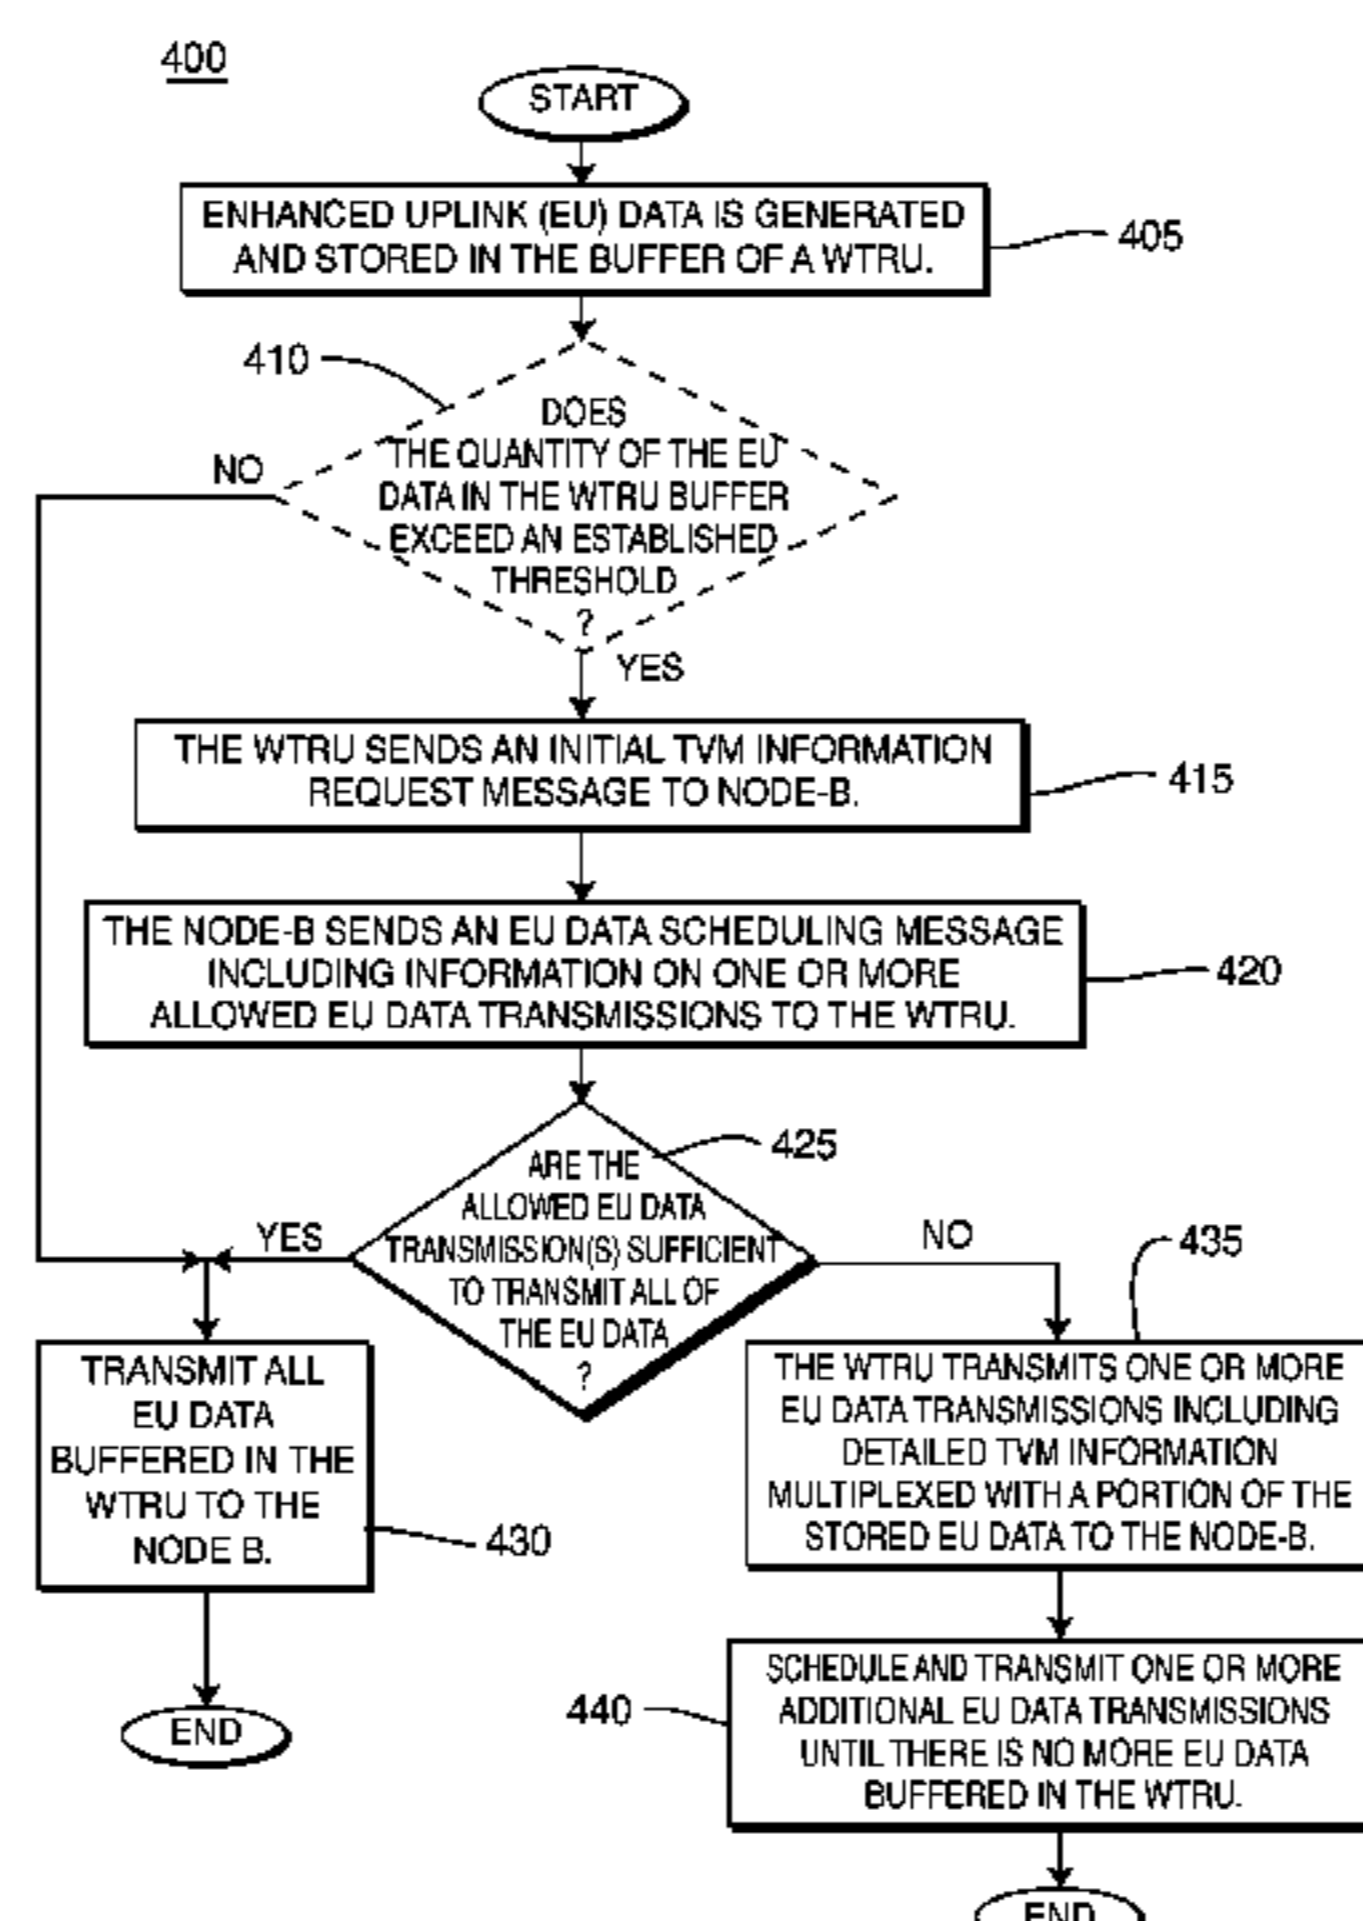 400
START
ENHANCED UPLINK (EU) DATA IS GENERATED
AND STORED IN THE BUFFER OF A WTRU.
405
410
DOES
THE QUANTITY OF THE EU
DATA IN THE WTRU BUFFER
EXCEED AN ESTABLISHED
THRESHOLD
?
NO
YES
THE WTRU SENDS AN INITIAL TVM INFORMATION
REQUEST MESSAGE TO NODE-B.
415
THE NODE-B SENDS AN EU DATA SCHEDULING MESSAGE
INCLUDING INFORMATION ON ONE OR MORE
ALLOWED EU DATA TRANSMISSIONS TO THE WTRU.
420
425
ARE THE
ALLOWED EU DATA
TRANSMISSION(S) SUFFICIENT
TO TRANSMIT ALL OF
THE EU DATA
?
YES
NO
TRANSMIT ALL
EU DATA
BUFFERED IN THE
WTRU TO THE
NODE B.
430
END
435
THE WTRU TRANSMITS ONE OR MORE
EU DATA TRANSMISSIONS INCLUDING
DETAILED TVM INFORMATION
MULTIPLEXED WITH A PORTION OF THE
STORED EU DATA TO THE NODE-B.
440
SCHEDULE AND TRANSMIT ONE OR MORE
ADDITIONAL EU DATA TRANSMISSIONS
UNTIL THERE IS NO MORE EU DATA
BUFFERED IN THE WTRU.
END